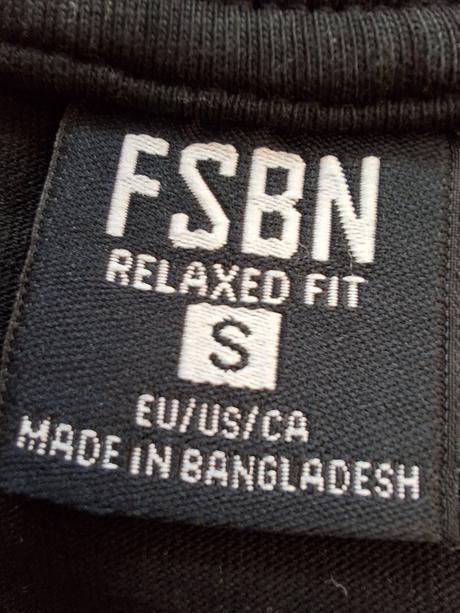 FSBN
RELAXED FIT
S
EU/US/CA
MADE IN BANGLADESH